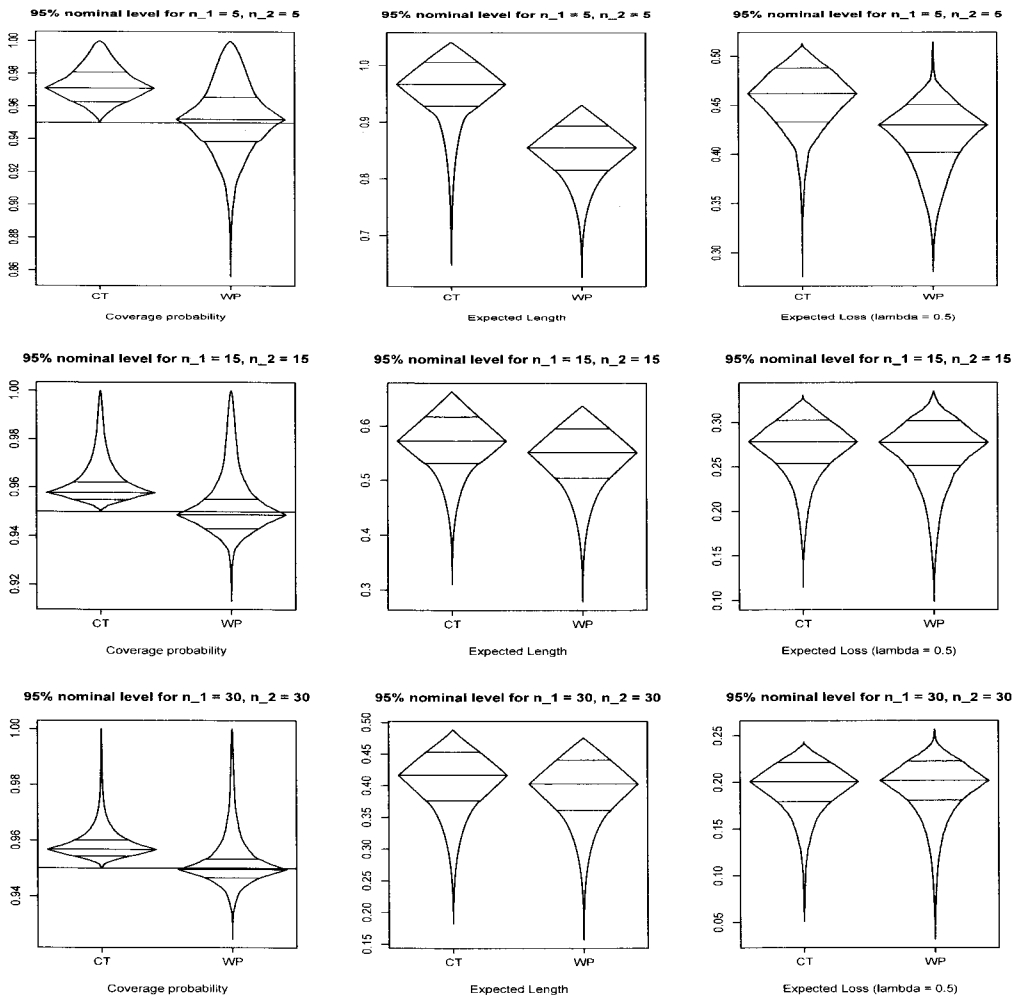 95% nominal level for n_1 = 5, n_2 = 5
1.00
0.98
0.96
0.94
0.92
0.90
0.88
0.86
CT WP
Coverage probability
95% nominal level for n_1 = 5, n_2 = 5
1.0
0.9
0.8
0.7
CT WP
Expected Length
95% nominal level for n_1 = 5, n_2 = 5
0.50
0.45
0.40
0.35
0.30
CT WP
Expected Loss (lambda = 0.5)
95% nominal level for n_1 = 15, n_2 = 15
1.00
0.98
0.96
0.94
0.92
CT WP
Coverage probability
95% nominal level for n_1 = 15, n_2 = 15
0.6
0.5
0.4
0.3
CT WP
Expected Length
95% nominal level for n_1 = 15, n_2 = 15
0.30
0.25
0.20
0.15
0.10
CT WP
Expected Loss (lambda = 0.5)
95% nominal level for n_1 = 30, n_2 = 30
1.00
0.98
0.96
0.94
CT WP
Coverage probability
95% nominal level for n_1 = 30, n_2 = 30
0.50
0.45
0.40
0.35
0.30
0.25
0.20
0.15
CT WP
Expected Length
95% nominal level for n_1 = 30, n_2 = 30
0.25
0.20
0.15
0.10
0.05
CT WP
Expected Loss (lambda = 0.5)